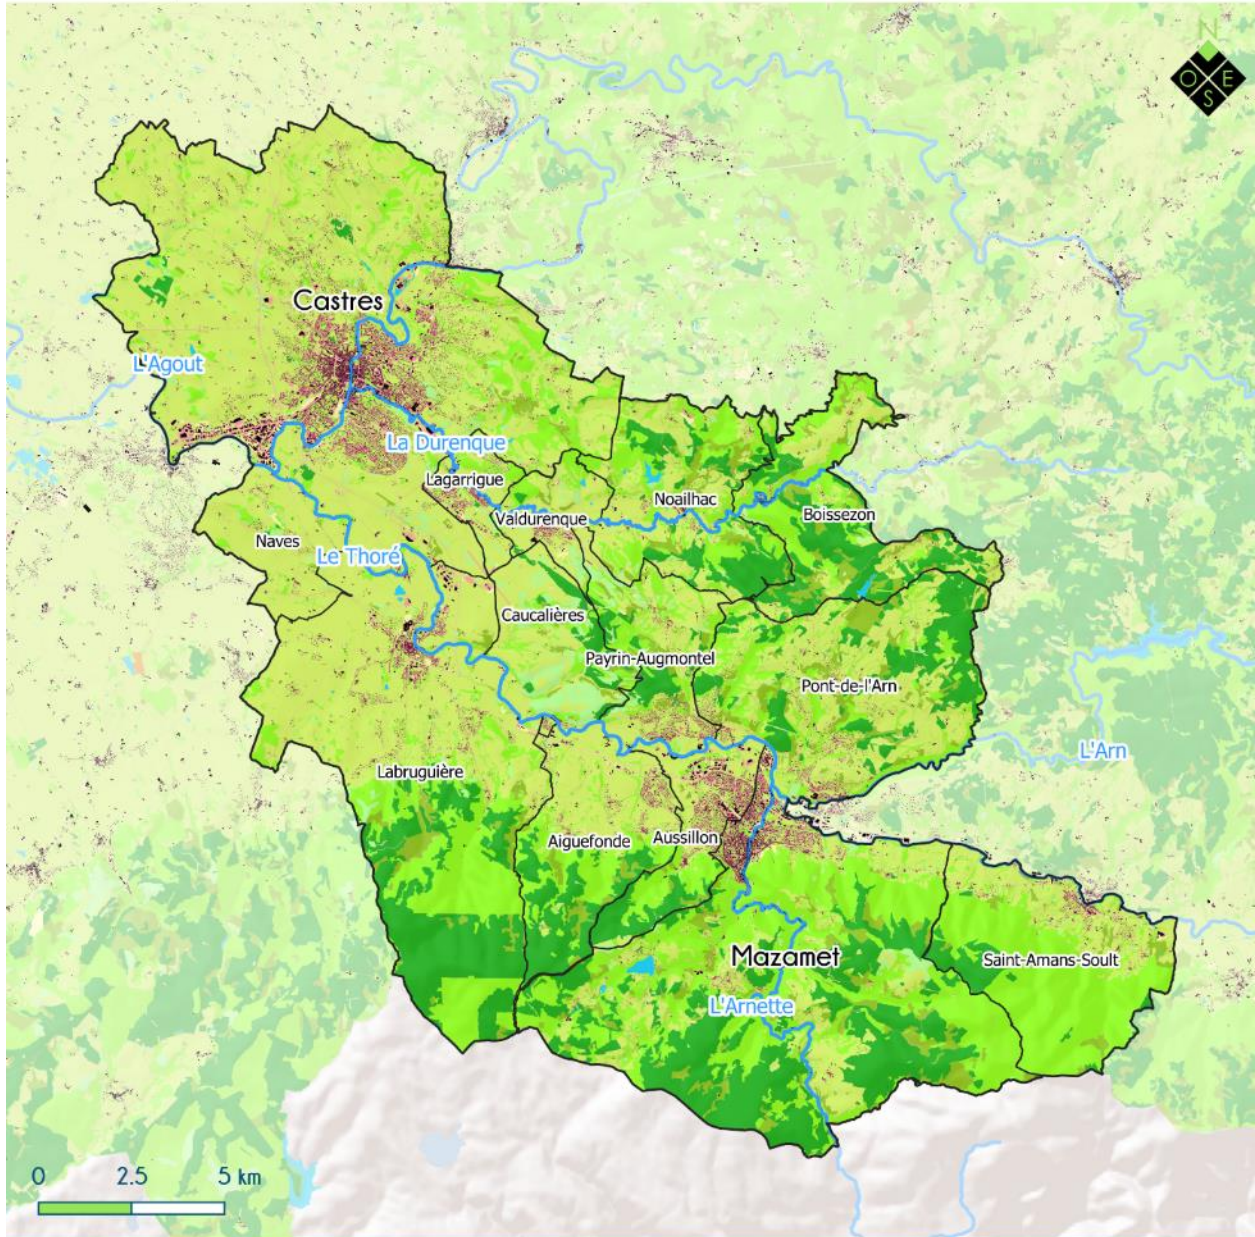 N
O E
S
Castres
L'Agout
La Durenque
Lagarrigue
Noailhac
Valdurenque
Boissezon
Naves
Le Thoré
Caucalières
Payrin-Augmontel
Pont-de-l'Arn
L'Arn
Labruguière
Aiguefonde
Aussillon
Mazamet
Saint-Amans-Soult
L'Arnette
0 2.5 5 km